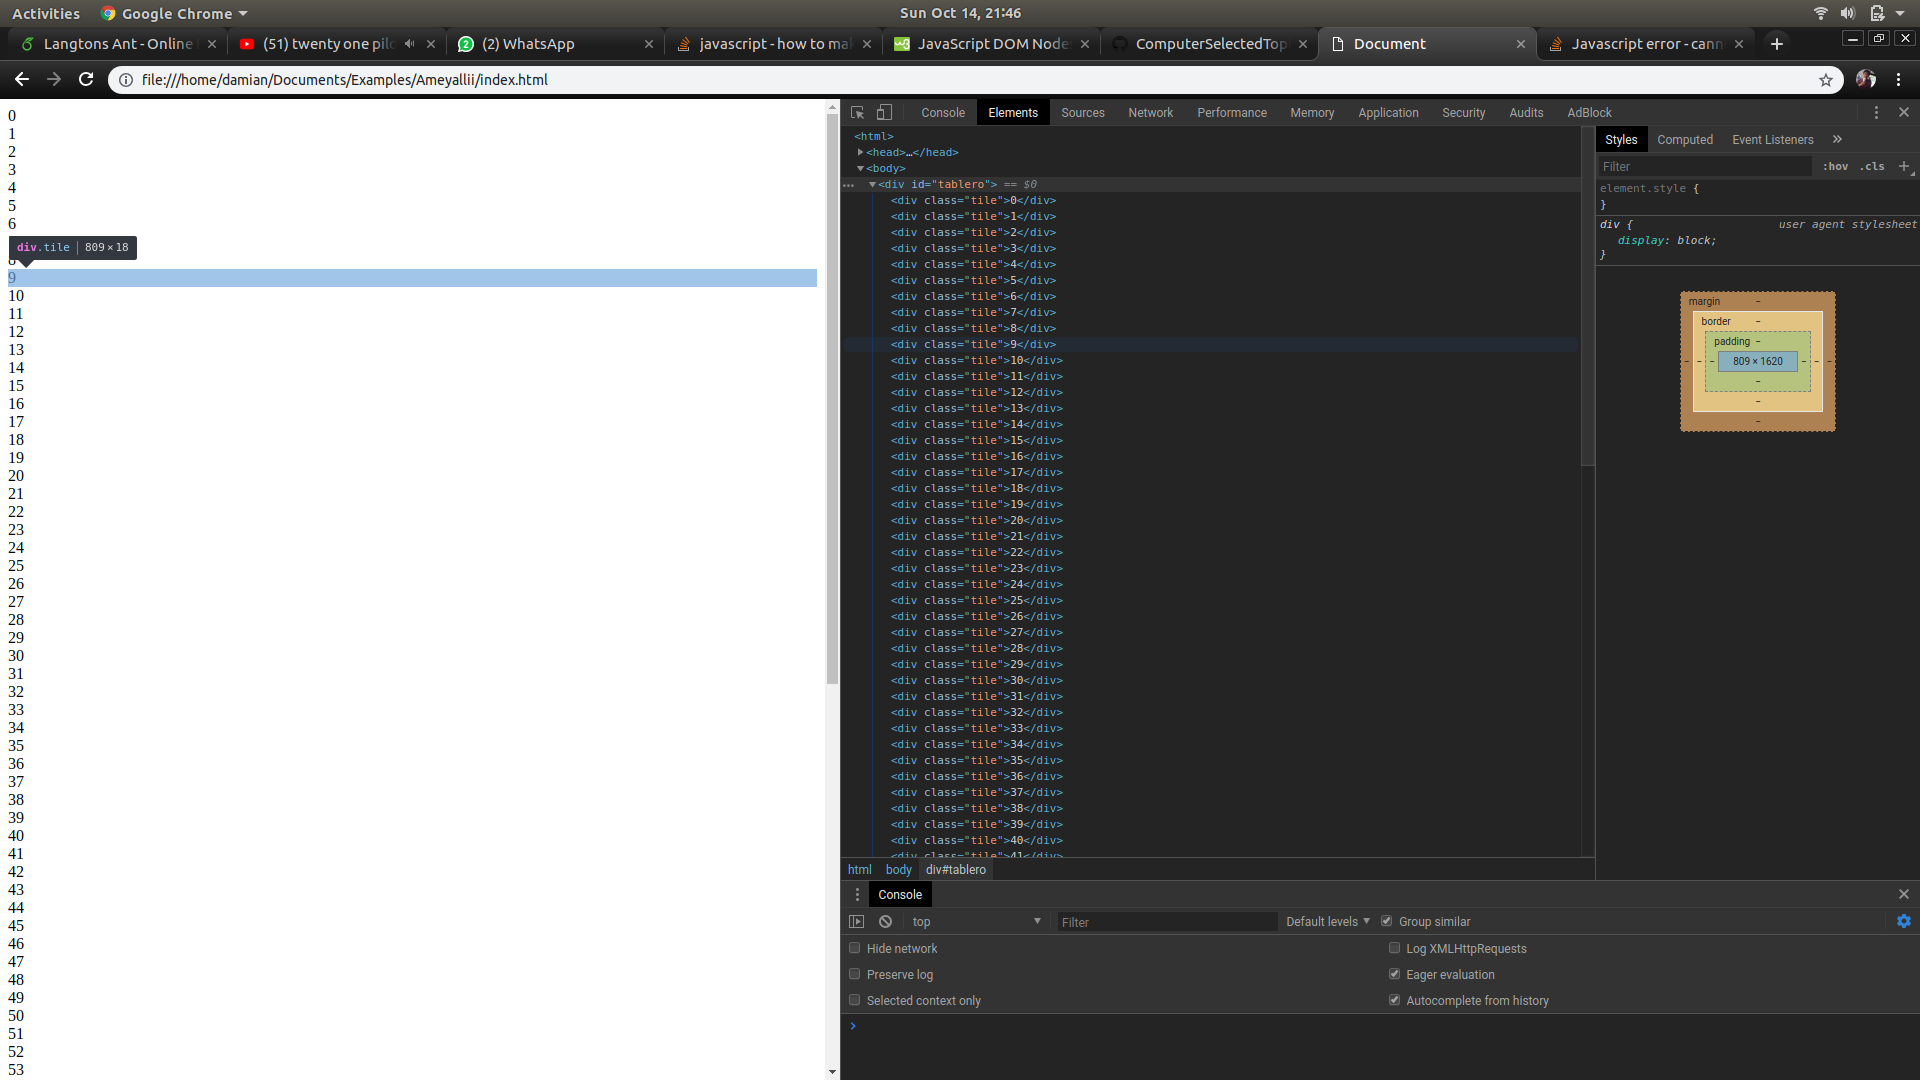 Activities Google Chrome Sun Oct 14, 21:46
Langtons Ant - Online (51) twenty one pilo (2) WhatsApp javascript - how to mak JavaScript DOM Node ComputerSelectedTop Document Javascript error - cann
file:///home/damian/Documents/Examples/Ameyallii/index.html
0
1
2
3
4
5
6
div.tile 809 × 18
8
9
10
11
12
13
14
15
16
17
18
19
20
21
22
23
24
25
26
27
28
29
30
31
32
33
34
35
36
37
38
39
40
41
42
43
44
45
46
47
48
49
50
51
52
53
Console Elements Sources Network Performance Memory Application Security Audits AdBlock
<html>
<head>…</head>
<body>
<div id="tablero"> == $0
<div class="tile">0</div>
<div class="tile">1</div>
<div class="tile">2</div>
<div class="tile">3</div>
<div class="tile">4</div>
<div class="tile">5</div>
<div class="tile">6</div>
<div class="tile">7</div>
<div class="tile">8</div>
<div class="tile">9</div>
<div class="tile">10</div>
<div class="tile">11</div>
<div class="tile">12</div>
<div class="tile">13</div>
<div class="tile">14</div>
<div class="tile">15</div>
<div class="tile">16</div>
<div class="tile">17</div>
<div class="tile">18</div>
<div class="tile">19</div>
<div class="tile">20</div>
<div class="tile">21</div>
<div class="tile">22</div>
<div class="tile">23</div>
<div class="tile">24</div>
<div class="tile">25</div>
<div class="tile">26</div>
<div class="tile">27</div>
<div class="tile">28</div>
<div class="tile">29</div>
<div class="tile">30</div>
<div class="tile">31</div>
<div class="tile">32</div>
<div class="tile">33</div>
<div class="tile">34</div>
<div class="tile">35</div>
<div class="tile">36</div>
<div class="tile">37</div>
<div class="tile">38</div>
<div class="tile">39</div>
<div class="tile">40</div>
<div class="tile">41</div>
html body div#tablero
Styles Computed Event Listeners »
Filter :hov .cls +
element.style {
}
div { user agent stylesheet
display: block;
}
margin –
border –
padding –
– – – 809 × 1620 – – –
–
–
–
Console
top Filter Default levels Group similar
Hide network Log XMLHttpRequests
Preserve log Eager evaluation
Selected context only Autocomplete from history